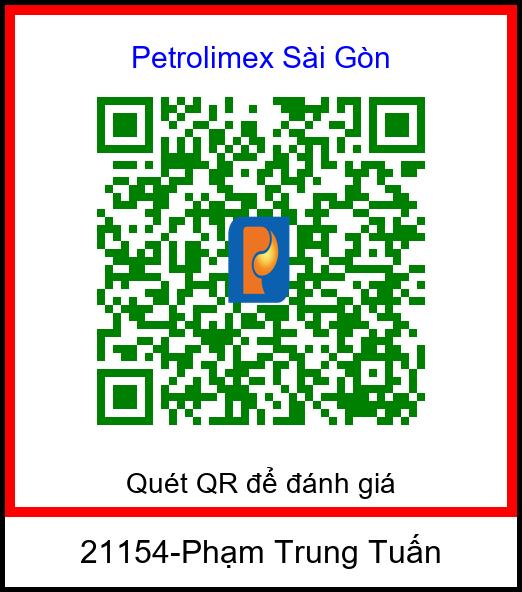 Petrolimex Sài Gòn
Quét QR để đánh giá
21154-Phạm Trung Tuấn